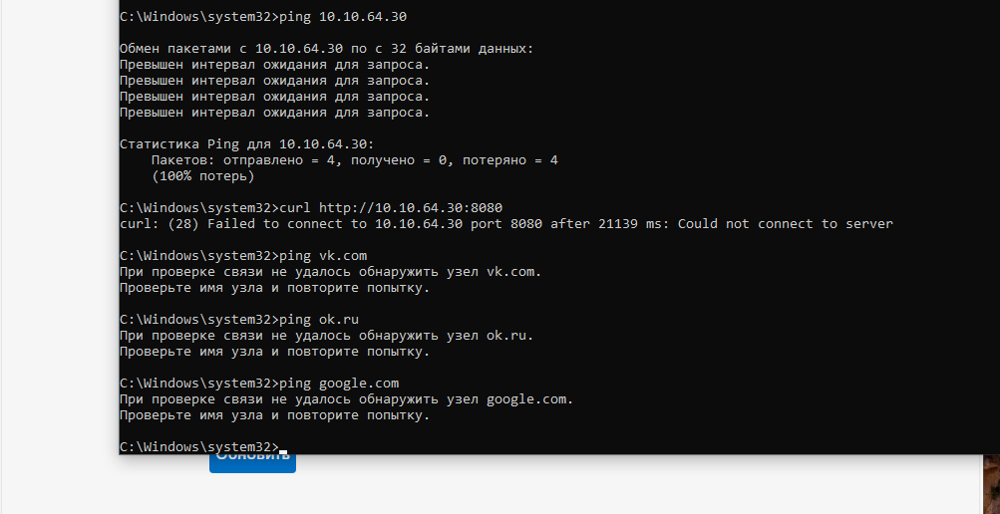 C:\Windows\system32>ping 10.10.64.30
Обмен пакетами с 10.10.64.30 по с 32 байтами данных:
Превышен интервал ожидания для запроса.
Превышен интервал ожидания для запроса.
Превышен интервал ожидания для запроса.
Превышен интервал ожидания для запроса.
Статистика Ping для 10.10.64.30:
Пакетов: отправлено = 4, получено = 0, потеряно = 4
(100% потерь)
C:\Windows\system32>curl http://10.10.64.30:8080
curl: (28) Failed to connect to 10.10.64.30 port 8080 after 21139 ms: Could not connect to server
C:\Windows\system32>ping vk.com
При проверке связи не удалось обнаружить узел vk.com.
Проверьте имя узла и повторите попытку.
C:\Windows\system32>ping ok.ru
При проверке связи не удалось обнаружить узел ok.ru.
Проверьте имя узла и повторите попытку.
C:\Windows\system32>ping google.com
При проверке связи не удалось обнаружить узел google.com.
Проверьте имя узла и повторите попытку.
C:\Windows\system32>
Обновить